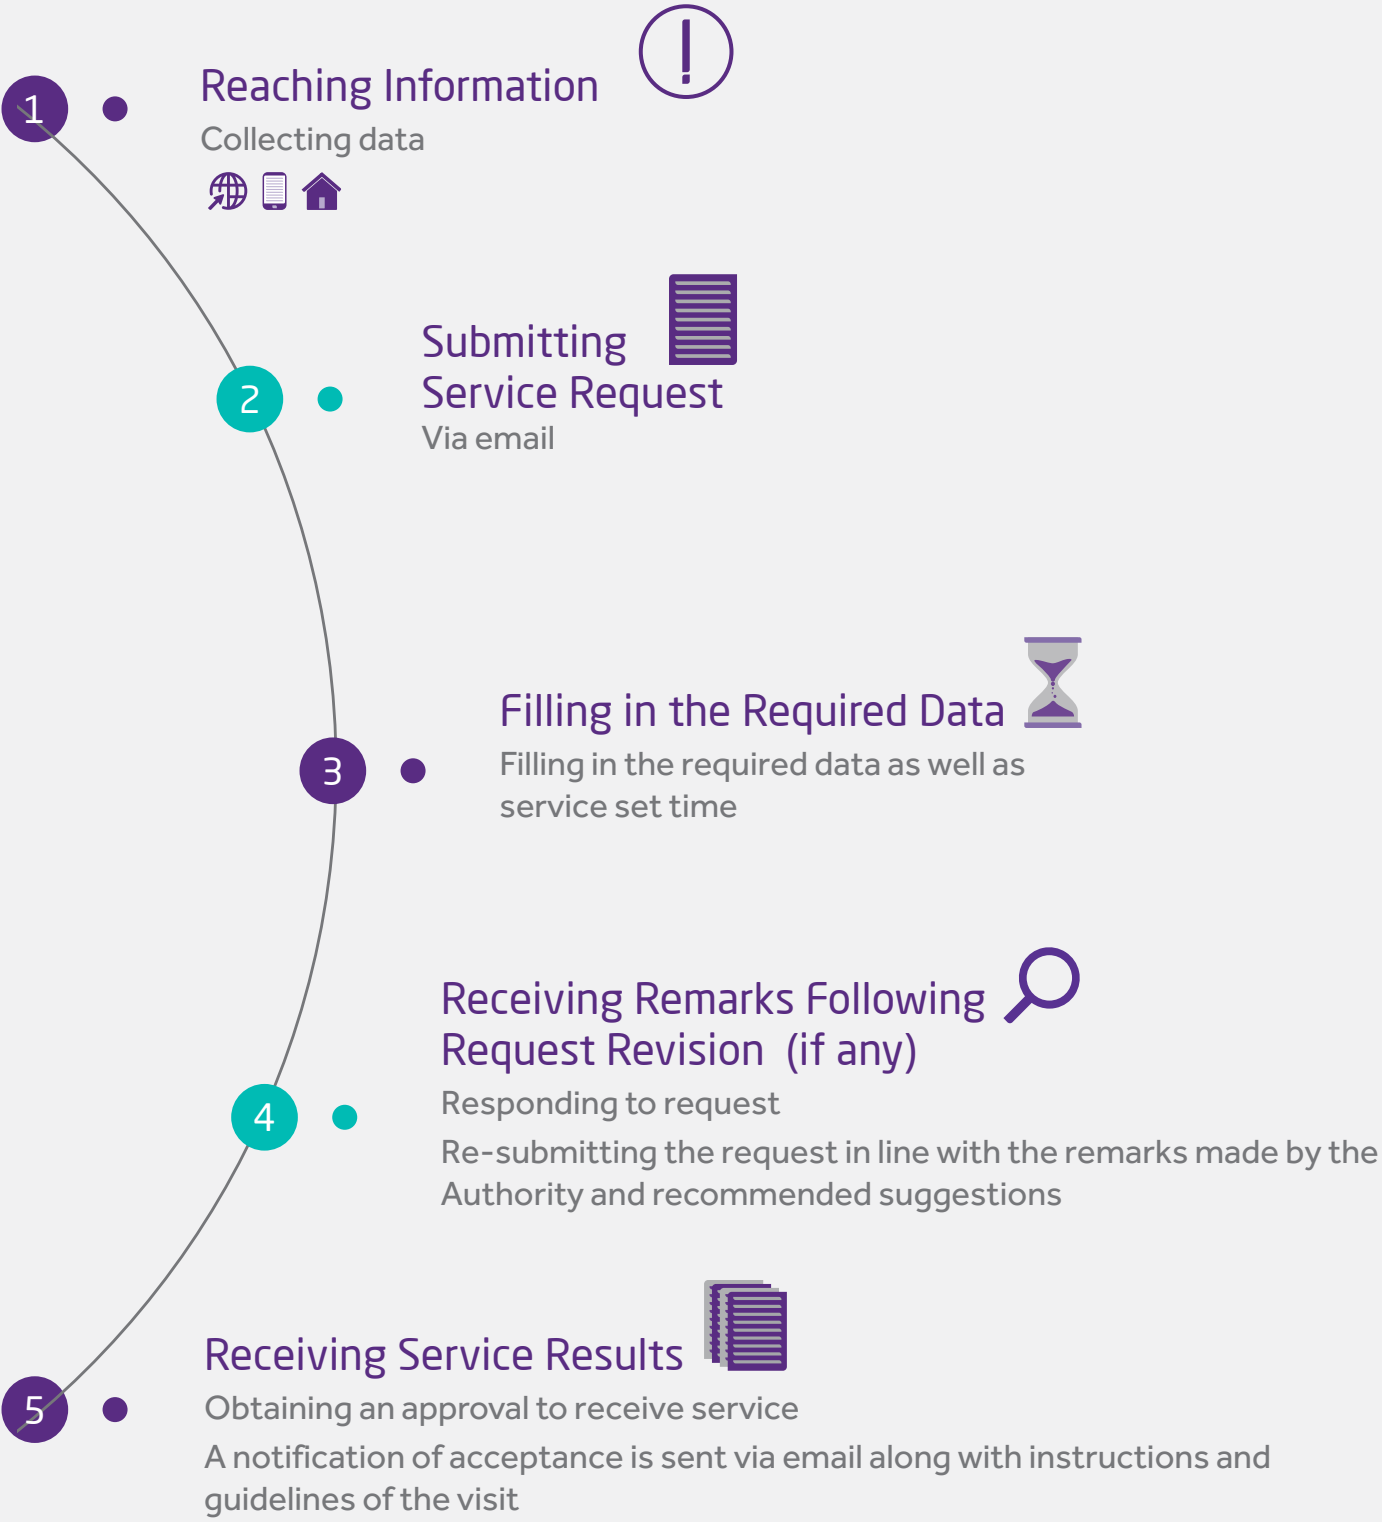 1
Reaching Information
Collecting data
2
Submitting
Service Request
Via email
3
Filling in the Required Data
Filling in the required data as well as
service set time
4
Receiving Remarks Following
Request Revision (if any)
Responding to request
Re-submitting the request in line with the remarks made by the
Authority and recommended suggestions
5
Receiving Service Results
Obtaining an approval to receive service
A notification of acceptance is sent via email along with instructions and
guidelines of the visit